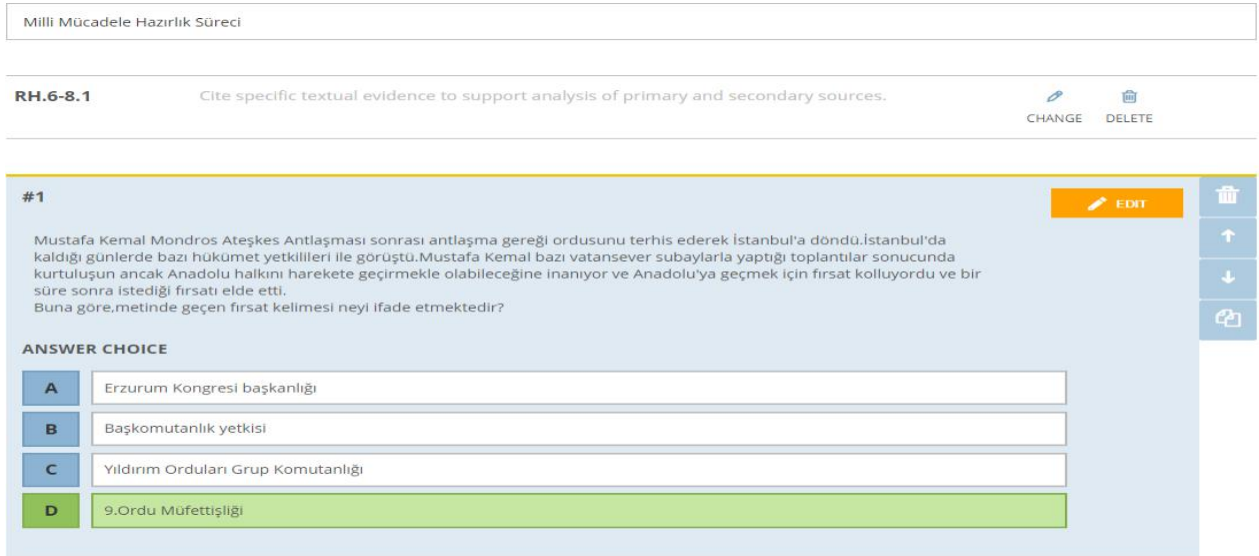 Milli Mücadele Hazırlık Süreci
RH.6-8.1 Cite specific textual evidence to support analysis of primary and secondary sources.
CHANGE DELETE
#1
EDIT
Mustafa Kemal Mondros Ateşkes Antlaşması sonrası antlaşma gereği ordusunu terhis ederek İstanbul'a döndü.İstanbul'da
kaldığı günlerde bazı hükümet yetkilileri ile görüştü.Mustafa Kemal bazı vatansever subaylarla yaptığı toplantılar sonucunda
kurtuluşun ancak Anadolu halkını harekete geçirmekle olabileceğine inanıyor ve Anadolu'ya geçmek için fırsat kolluyordu ve bir
süre sonra istediği fırsatı elde etti.
Buna göre,metinde geçen fırsat kelimesi neyi ifade etmektedir?
ANSWER CHOICE
A Erzurum Kongresi başkanlığı
B Başkomutanlık yetkisi
C Yıldırım Orduları Grup Komutanlığı
D 9.Ordu Müfettişliği